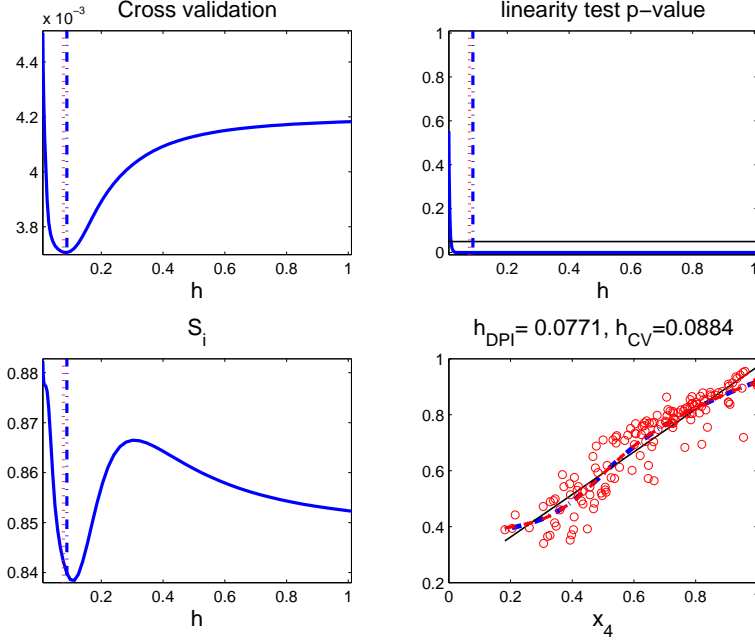 Cross validation
x 10⁻³
4.4
4.2
4
3.8
0.2 0.4 0.6 0.8 1
h
linearity test p−value
1
0.8
0.6
0.4
0.2
0
0.2 0.4 0.6 0.8 1
h
S_i
0.88
0.87
0.86
0.85
0.84
0.2 0.4 0.6 0.8 1
h
h_DPI= 0.0771, h_CV=0.0884
1
0.8
0.6
0.4
0.2
0 0.2 0.4 0.6 0.8 1
x_4